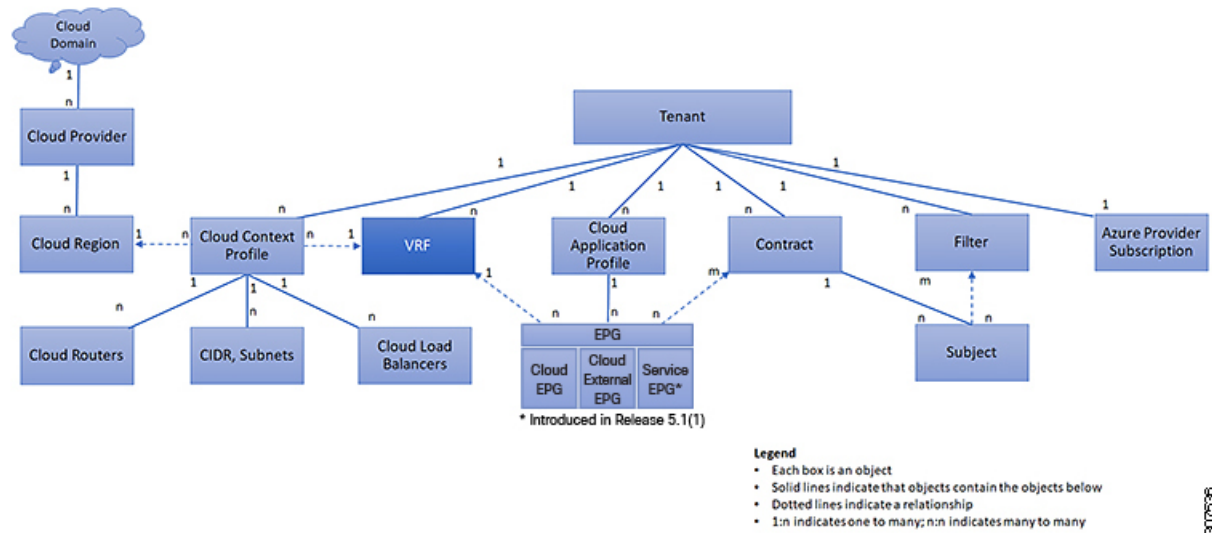 Cloud
Domain
1
n
Cloud Provider
Tenant
1
1
1
1
1
1
1
n
n
n
n
n
n
1
Cloud Region
1
n
Cloud Context
Profile
n
1
VRF
Cloud
Application
Profile
Contract
Filter
Azure Provider
Subscription
1
1
1
1
1
m
1
m
n
n
n
n
n
n
n
n
Cloud Routers
CIDR, Subnets
Cloud Load
Balancers
EPG
Cloud
EPG
Cloud
External
EPG
Service
EPG*
Subject
* Introduced in Release 5.1(1)
Legend
• Each box is an object
• Solid lines indicate that objects contain the objects below
• Dotted lines indicate a relationship
• 1:n indicates one to many; n:n indicates many to many